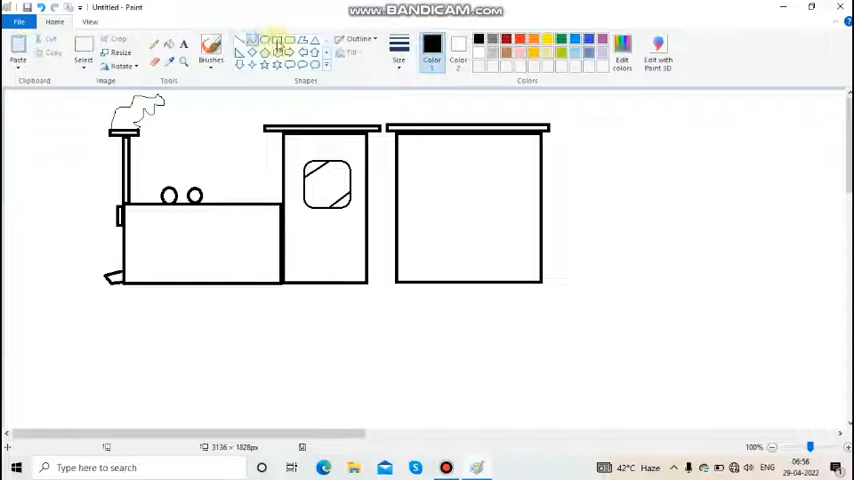 www.BANDICAM.com
Untitled - Paint
File
Home
View
Paste
Cut
Copy
Clipboard
Select
Crop
Resize
Rotate
Image
A
Tools
Brushes
Shapes
Outline
Fill
Size
Color
1
Color
2
Colors
Edit
colors
Edit with
Paint 3D
3136 × 1828px
100%
Type here to search
42°C Haze
ENG
06:56
29-04-2022